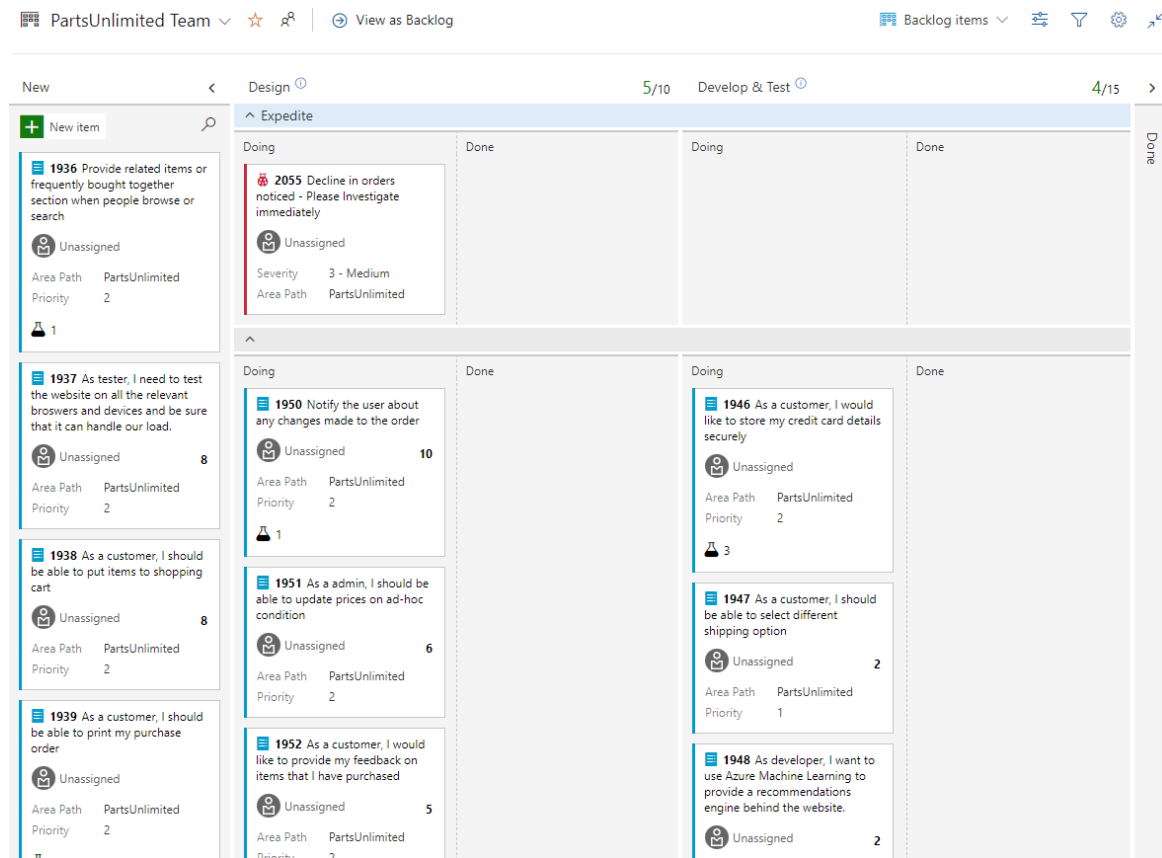 PartsUnlimited Team
View as Backlog
Backlog items
New
Design
5/10
Develop & Test
4/15
Done
New item
1936 Provide related items or
frequently bought together
section when people browse or
search
Unassigned
Area Path PartsUnlimited
Priority 2
1
1937 As tester, I need to test
the website on all the relevant
broswers and devices and be sure
that it can handle our load.
Unassigned 8
Area Path PartsUnlimited
Priority 2
1938 As a customer, I should
be able to put items to shopping
cart
Unassigned 8
Area Path PartsUnlimited
Priority 2
1939 As a customer, I should
be able to print my purchase
order
Unassigned
Area Path PartsUnlimited
Priority 2
Expedite
Doing
Done
Doing
Done
2055 Decline in orders
noticed - Please Investigate
immediately
Unassigned
Severity 3 - Medium
Area Path PartsUnlimited
Doing
Done
Doing
Done
1950 Notify the user about
any changes made to the order
Unassigned 10
Area Path PartsUnlimited
Priority 2
1
1951 As a admin, I should be
able to update prices on ad-hoc
condition
Unassigned 6
Area Path PartsUnlimited
Priority 2
1952 As a customer, I would
like to provide my feedback on
items that I have purchased
Unassigned 5
Area Path PartsUnlimited
Priority 2
1946 As a customer, I would
like to store my credit card details
securely
Unassigned
Area Path PartsUnlimited
Priority 2
3
1947 As a customer, I should
be able to select different
shipping option
Unassigned 2
Area Path PartsUnlimited
Priority 1
1948 As developer, I want to
use Azure Machine Learning to
provide a recommendations
engine behind the website.
Unassigned 2